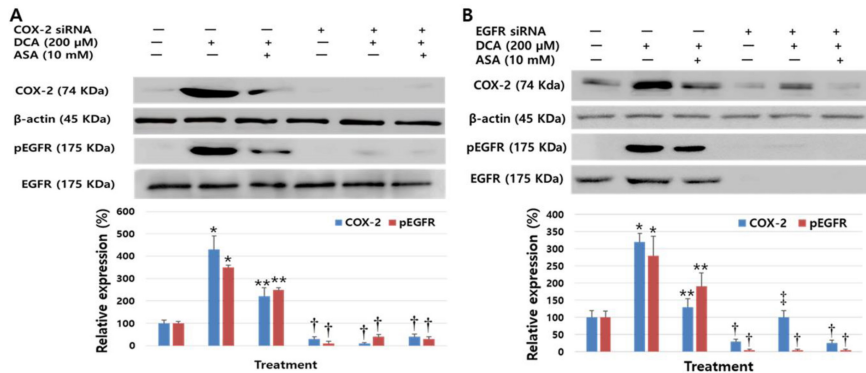 A
COX-2 siRNA — — — + + +
DCA (200 μM) — + + — + +
ASA (10 mM) — — + — — +
COX-2 (74 KDa)
β-actin (45 KDa)
pEGFR (175 KDa)
EGFR (175 KDa)
Relative expression (%)
600
500
400
300
200
100
0
COX-2 pEGFR
* * ** ** † † † † † †
Treatment
B
EGFR siRNA — — — + + +
DCA (200 μM) — + + — + +
ASA (10 mM) — — + — — +
COX-2 (74 Kda)
β-actin (45 KDa)
pEGFR (175 KDa)
EGFR (175 KDa)
Relative expression (%)
400
350
300
250
200
150
100
50
0
COX-2 pEGFR
* * ** ** † † ‡ † † †
Treatment